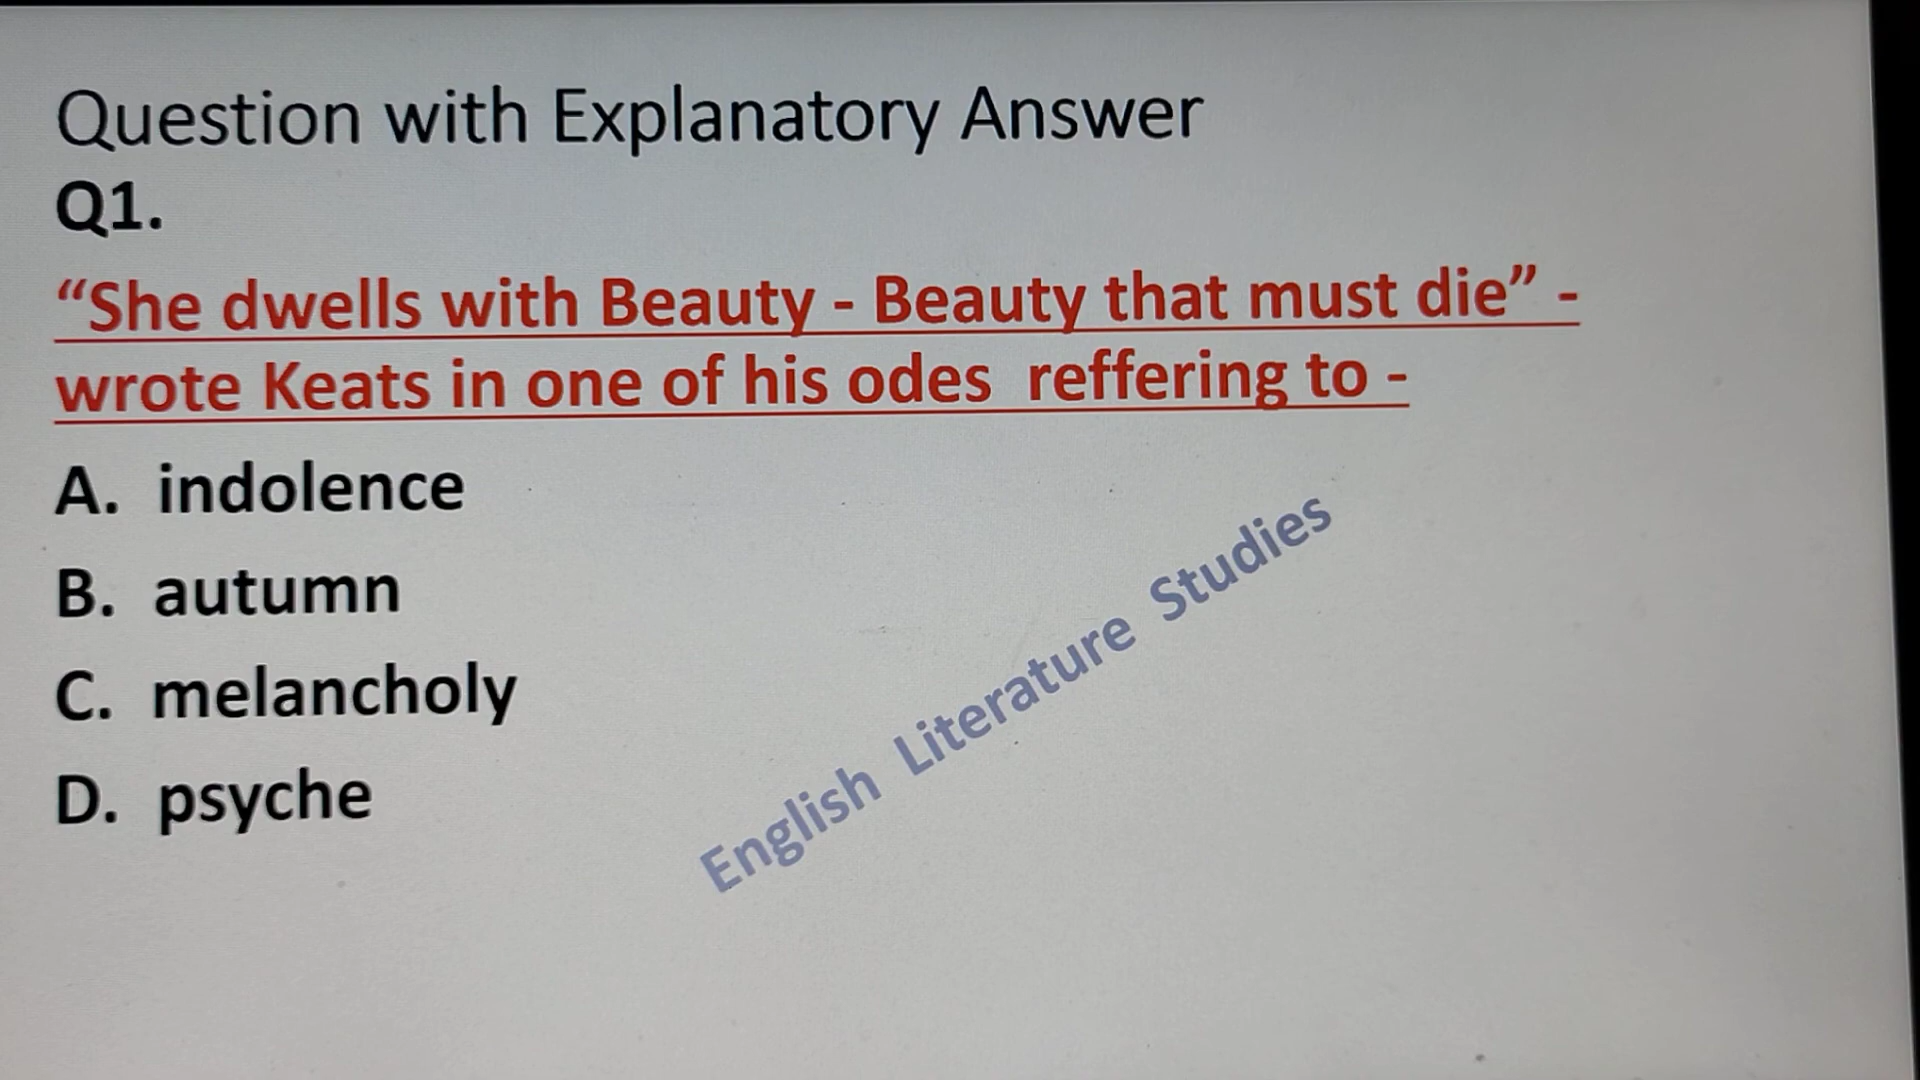 Question with Explanatory Answer
Q1.
“She dwells with Beauty - Beauty that must die” -
wrote Keats in one of his odes reffering to -
A. indolence
B. autumn
C. melancholy
D. psyche
English Literature Studies